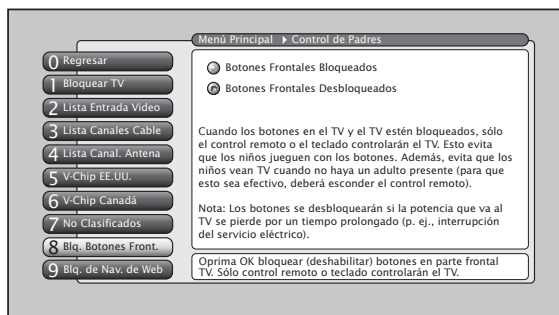 Menú Principal ▶ Control de Padres
0 Regresar
1 Bloquear TV
2 Lista Entrada Video
3 Lista Canales Cable
4 Lista Canal. Antena
5 V-Chip EE.UU.
6 V-Chip Canadá
7 No Clasificados
8 Blq. Botones Front.
9 Blq. de Nav. de Web
Botones Frontales Bloqueados
Botones Frontales Desbloqueados
Cuando los botones en el TV y el TV estén bloqueados, sólo
el control remoto o el teclado controlarán el TV. Esto evita
que los niños jueguen con los botones. Además, evita que los
niños vean TV cuando no haya un adulto presente (para que
esto sea efectivo, deberá esconder el control remoto).
Nota: Los botones se desbloquearán si la potencia que va al
TV se pierde por un tiempo prolongado (p. ej., interrupción
del servicio eléctrico).
Oprima OK bloquear (deshabilitar) botones en parte frontal
TV. Sólo control remoto o teclado controlarán el TV.